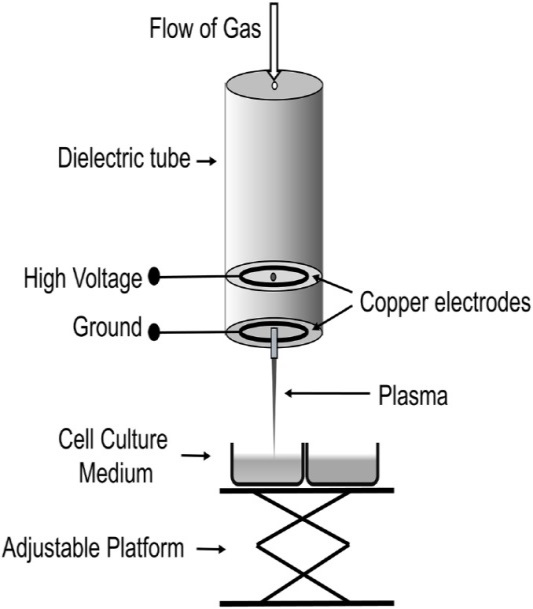 Flow of Gas
Dielectric tube
High Voltage
Copper electrodes
Ground
Plasma
Cell Culture
Medium
Adjustable Platform